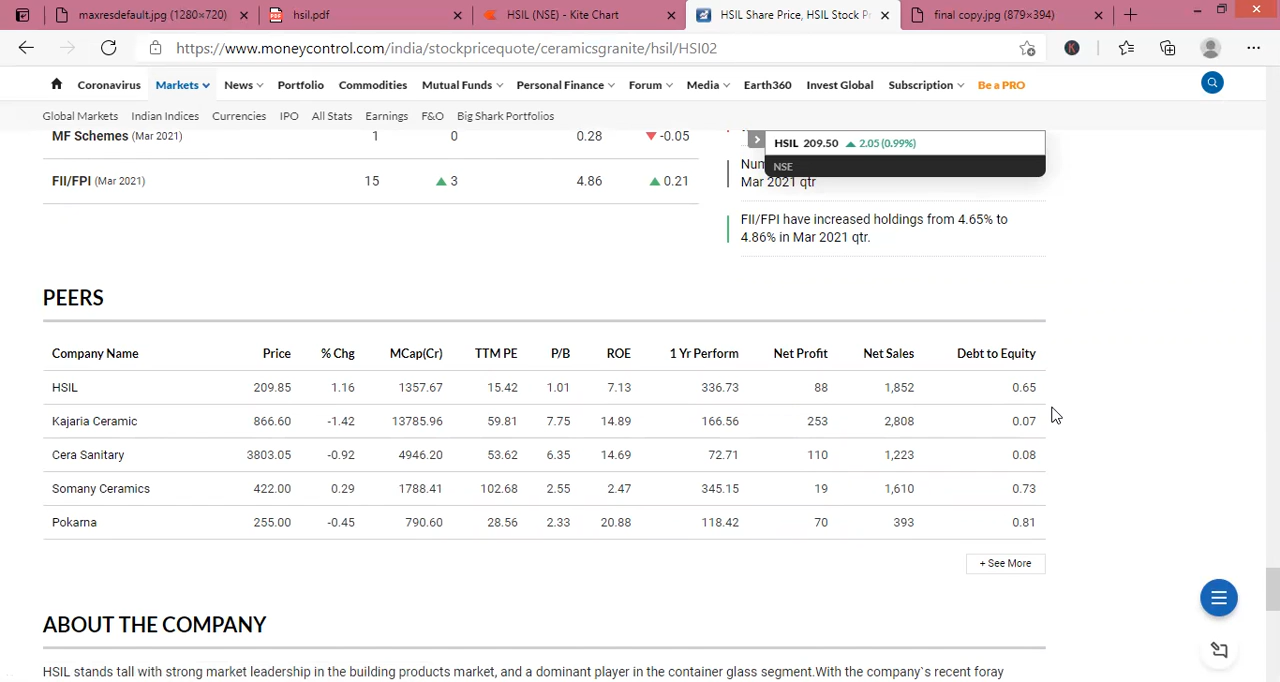 maxresdefault.jpg (1280×720)
hsil.pdf
HSIL (NSE) - Kite Chart
HSIL Share Price, HSIL Stock P
final copy.jpg (879×394)
https://www.moneycontrol.com/india/stockpricequote/ceramicsgranite/hsil/HSI02
K
Coronavirus Markets News Portfolio Commodities Mutual Funds Personal Finance Forum Media Earth360 Invest Global Subscription Be a PRO
Global Markets Indian Indices Currencies IPO All Stats Earnings F&O Big Shark Portfolios
MF Schemes (Mar 2021) 1 0 0.28 -0.05
FII/FPI (Mar 2021) 15 3 4.86 0.21
HSIL 209.50 2.05 (0.99%)
NSE
Mar 2021 qtr
FII/FPI have increased holdings from 4.65% to
4.86% in Mar 2021 qtr.
PEERS
Company Name Price % Chg MCap(Cr) TTM PE P/B ROE 1 Yr Perform Net Profit Net Sales Debt to Equity
HSIL 209.85 1.16 1357.67 15.42 1.01 7.13 336.73 88 1,852 0.65
Kajaria Ceramic 866.60 -1.42 13785.96 59.81 7.75 14.89 166.56 253 2,808 0.07
Cera Sanitary 3803.05 -0.92 4946.20 53.62 6.35 14.69 72.71 110 1,223 0.08
Somany Ceramics 422.00 0.29 1788.41 102.68 2.55 2.47 345.15 19 1,610 0.73
Pokarna 255.00 -0.45 790.60 28.56 2.33 20.88 118.42 70 393 0.81
+ See More
ABOUT THE COMPANY
HSIL stands tall with strong market leadership in the building products market, and a dominant player in the container glass segment.With the company`s recent foray